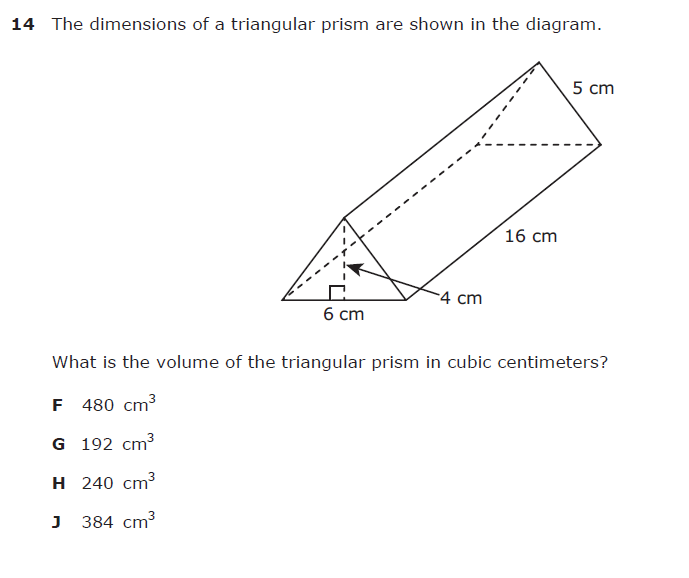 14 The dimensions of a triangular prism are shown in the diagram.
5 cm
16 cm
4 cm
6 cm
What is the volume of the triangular prism in cubic centimeters?
F 480 cm³
G 192 cm³
H 240 cm³
J 384 cm³